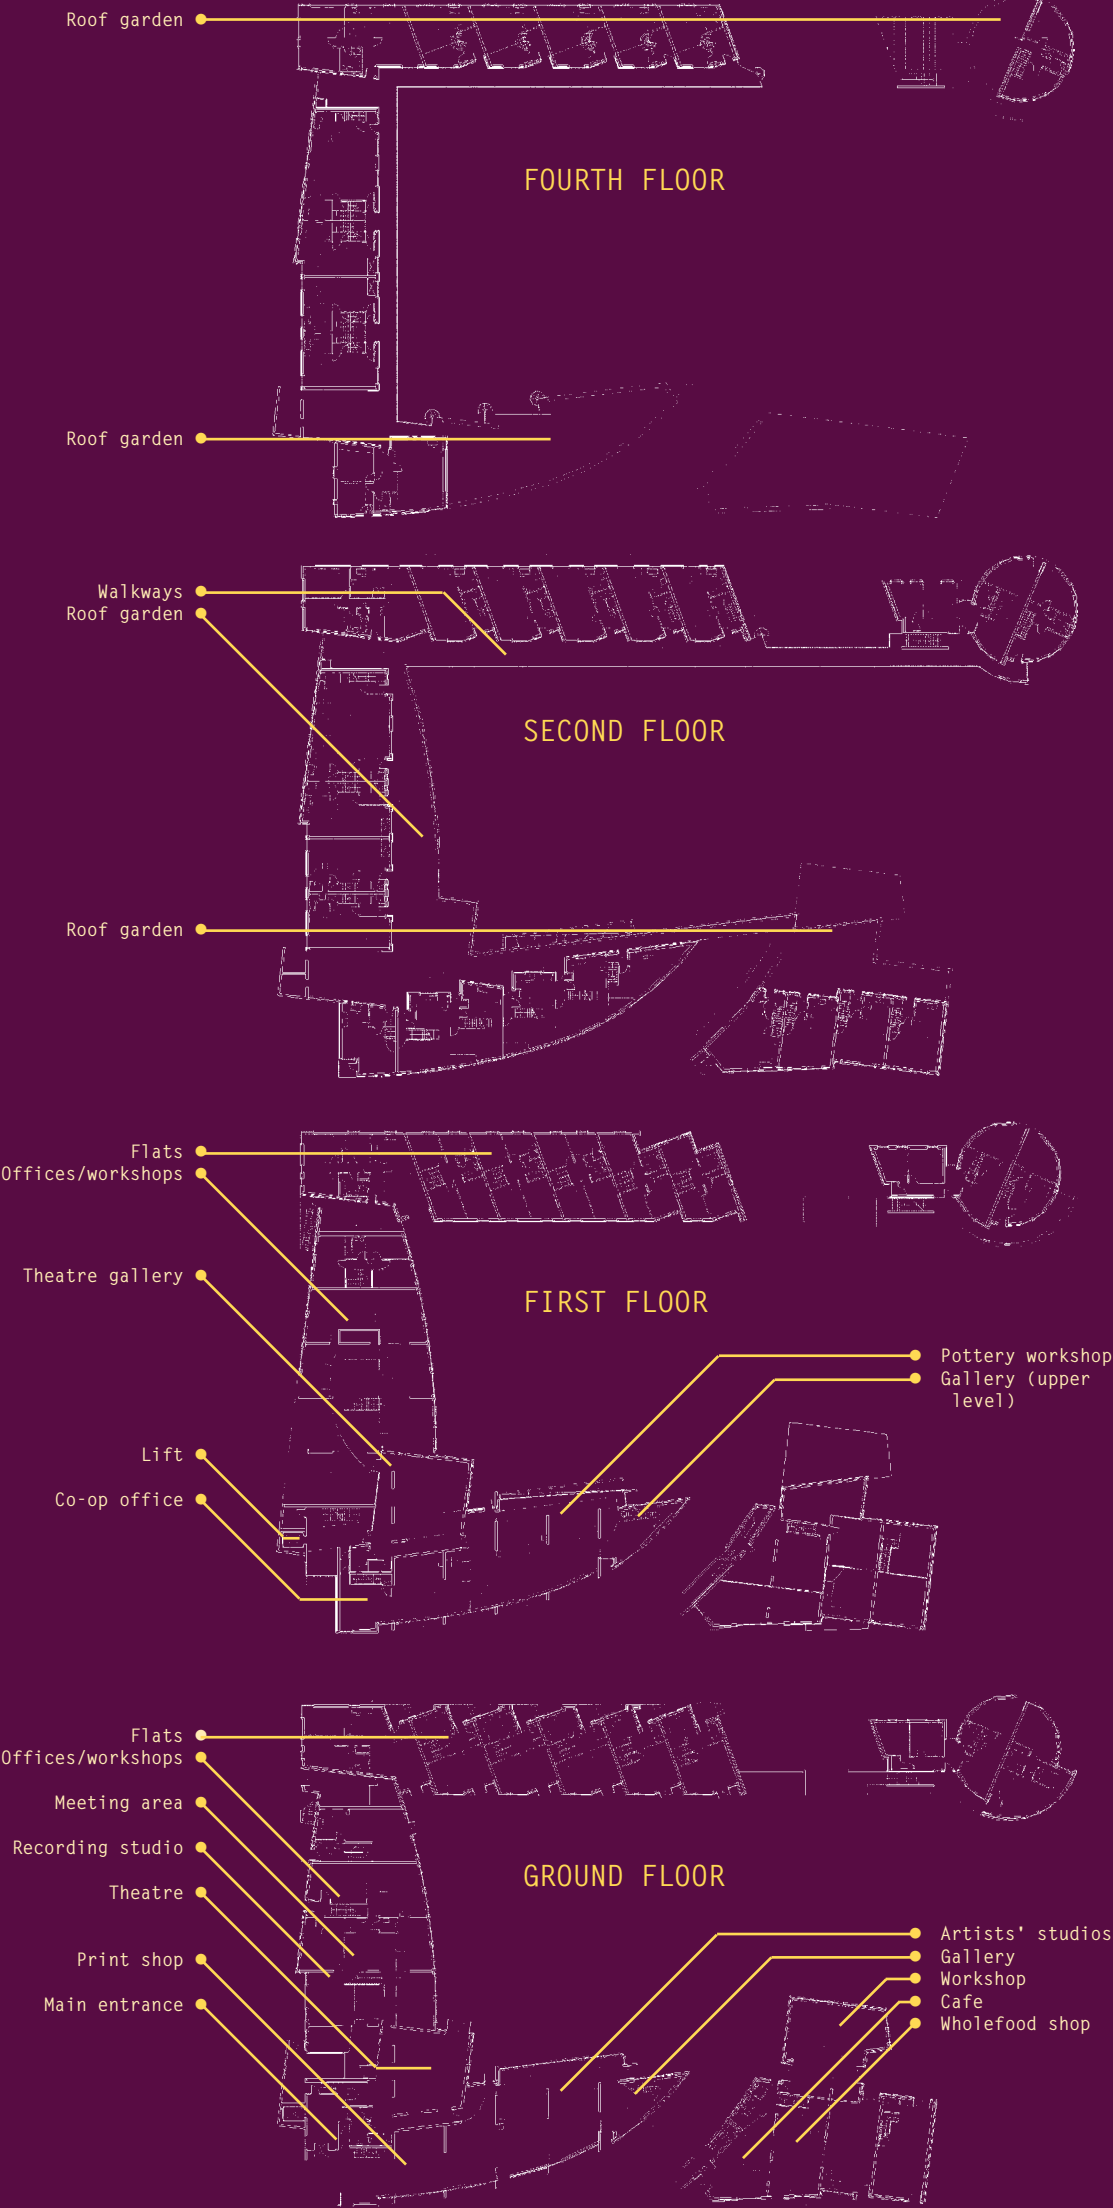 Roof garden
FOURTH FLOOR
Roof garden
Walkways
Roof garden
SECOND FLOOR
Roof garden
Flats
Offices/workshops
Theatre gallery
FIRST FLOOR
Pottery workshop
Gallery (upper
level)
Lift
Co-op office
Flats
Offices/workshops
Meeting area
Recording studio
GROUND FLOOR
Theatre
Print shop
Main entrance
Artists' studios
Gallery
Workshop
Cafe
Wholefood shop